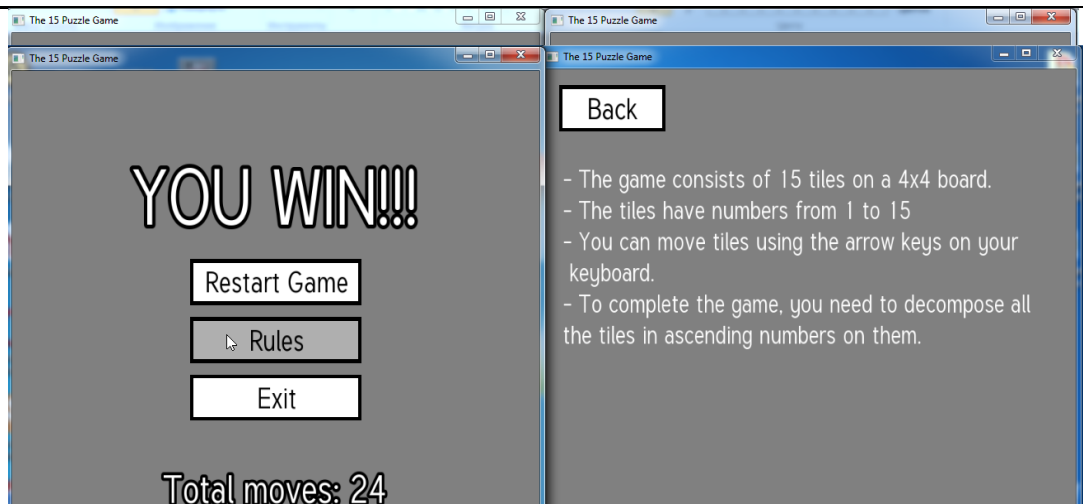 The 15 Puzzle Game
The 15 Puzzle Game
The 15 Puzzle Game
YOU WIN!!!
Restart Game
Rules
Exit
Total moves: 24
The 15 Puzzle Game
Back
- The game consists of 15 tiles on a 4x4 board.
- The tiles have numbers from 1 to 15
- You can move tiles using the arrow keys on your
keyboard.
- To complete the game, you need to decompose all
the tiles in ascending numbers on them.